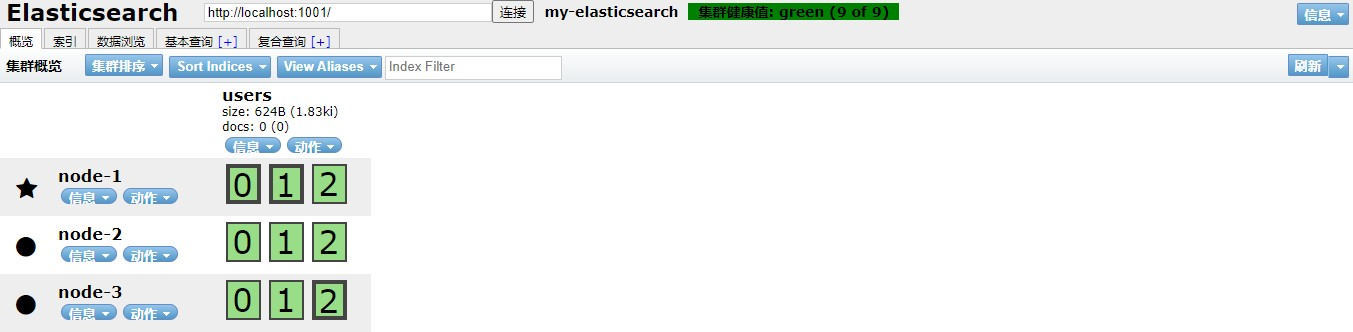 Elasticsearch http://localhost:1001/ 连接 my-elasticsearch 集群健康值: green (9 of 9) 信息
概览 索引 数据浏览 基本查询 [+] 复合查询 [+]
集群概览 集群排序 Sort Indices View Aliases Index Filter 刷新
users
size: 624B (1.83ki)
docs: 0 (0)
信息 动作
node-1 0 1 2
信息 动作
node-2 0 1 2
信息 动作
node-3 0 1 2
信息 动作